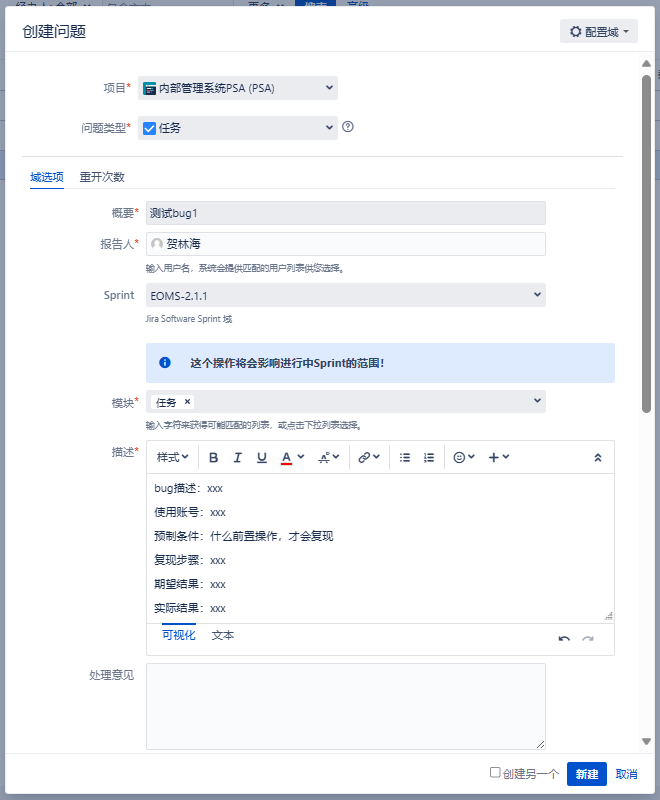 创建问题
配置域
项目*
内部管理系统PSA (PSA)
问题类型*
任务
域选项 重开次数
概要*
测试bug1
报告人*
贺林海
输入用户名，系统会提供匹配的用户列表供您选择。
Sprint
EOMS-2.1.1
Jira Software Sprint 域
这个操作将会影响进行中Sprint的范围！
模块*
任务 ×
输入字符来获得可能匹配的列表，或点击下拉列表选择。
描述*
样式 B I U A
bug描述：xxx
使用账号：xxx
预制条件：什么前置操作，才会复现
复现步骤：xxx
期望结果：xxx
实际结果：xxx
可视化 文本
处理意见
创建另一个 新建 取消